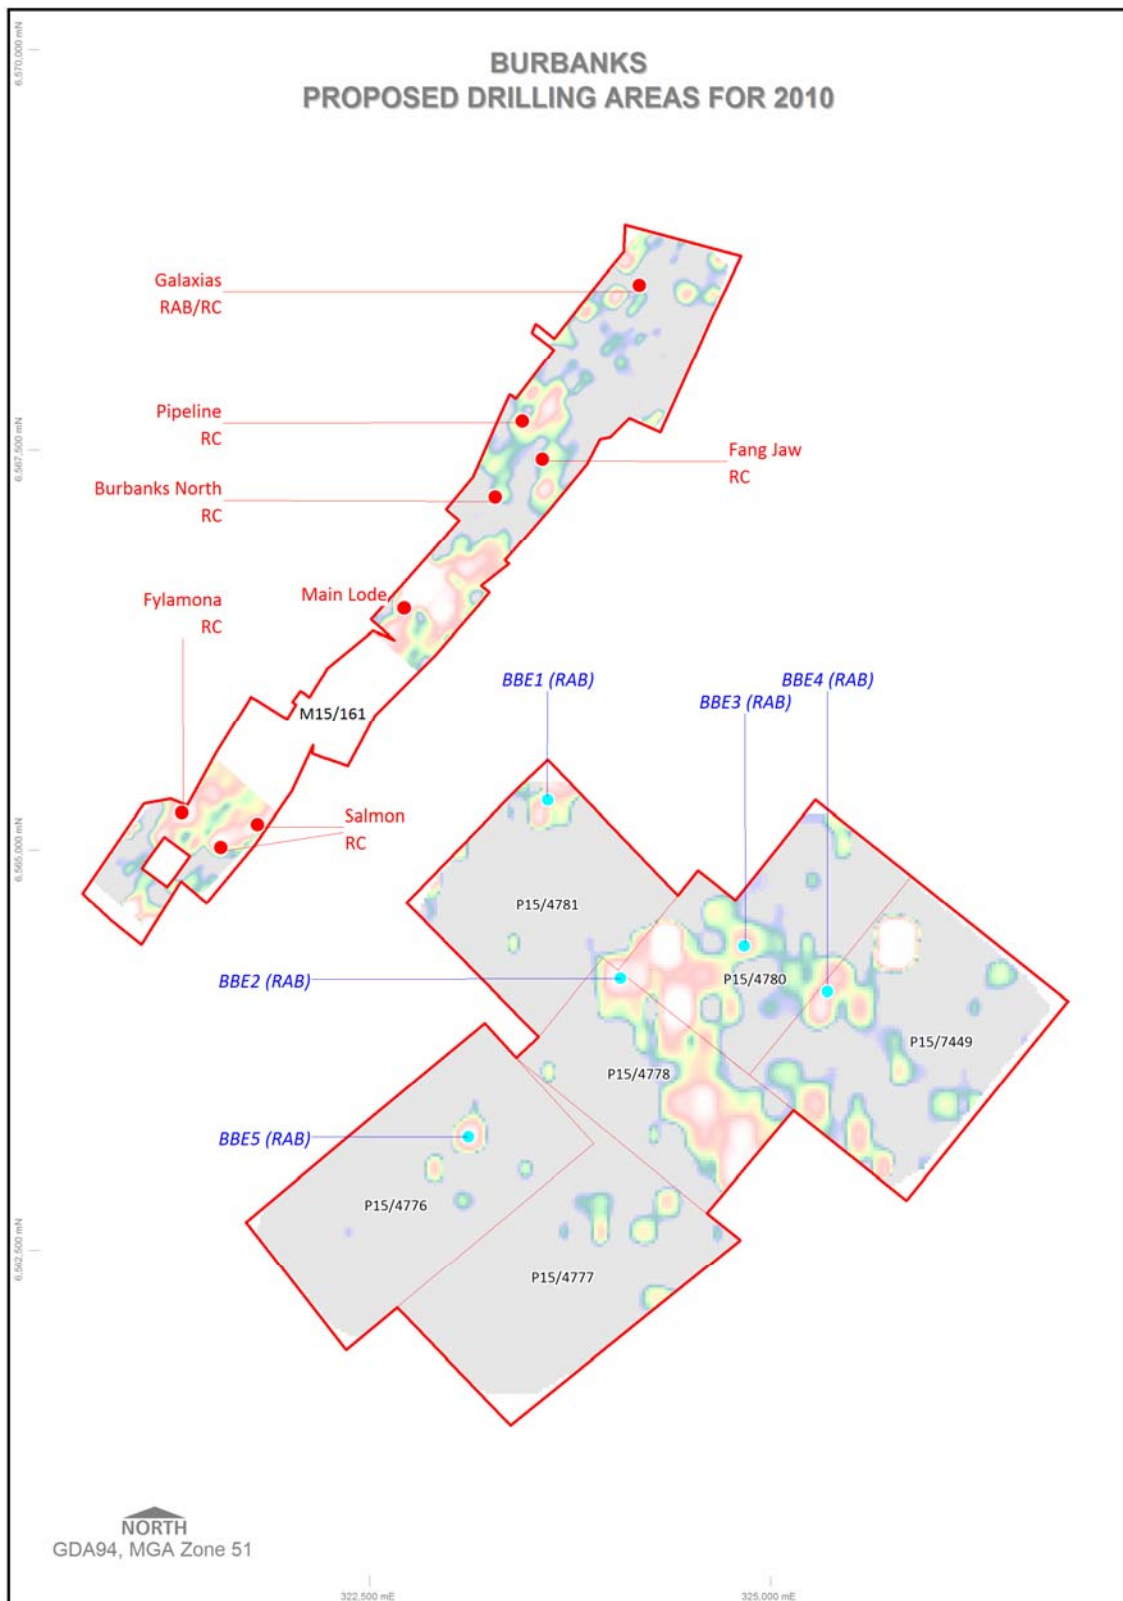 BURBANKS
PROPOSED DRILLING AREAS FOR 2010
6,570,000 mN
Galaxias
RAB/RC
Pipeline
RC
6,567,500 mN
Fang Jaw
RC
Burbanks North
RC
Main Lode
Fylamona
RC
BBE1 (RAB)
BBE4 (RAB)
BBE3 (RAB)
M15/161
Salmon
RC
6,565,000 mN
P15/4781
BBE2 (RAB)
P15/4780
P15/7449
P15/4778
BBE5 (RAB)
P15/4776
6,562,500 mN
P15/4777
NORTH
GDA94, MGA Zone 51
322,500 mE
325,000 mE